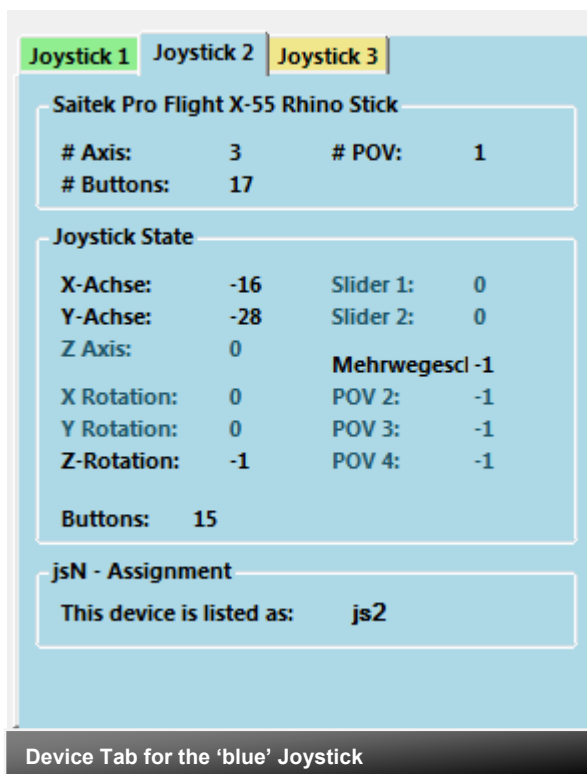 Joystick 1 Joystick 2 Joystick 3
Saitek Pro Flight X-55 Rhino Stick
# Axis: 3 # POV: 1
# Buttons: 17
Joystick State
X-Achse: -16 Slider 1: 0
Y-Achse: -28 Slider 2: 0
Z Axis: 0
Mehrwegescl -1
X Rotation: 0 POV 2: -1
Y Rotation: 0 POV 3: -1
Z-Rotation: -1 POV 4: -1
Buttons: 15
jsN - Assignment
This device is listed as: js2
Device Tab for the ‘blue’ Joystick